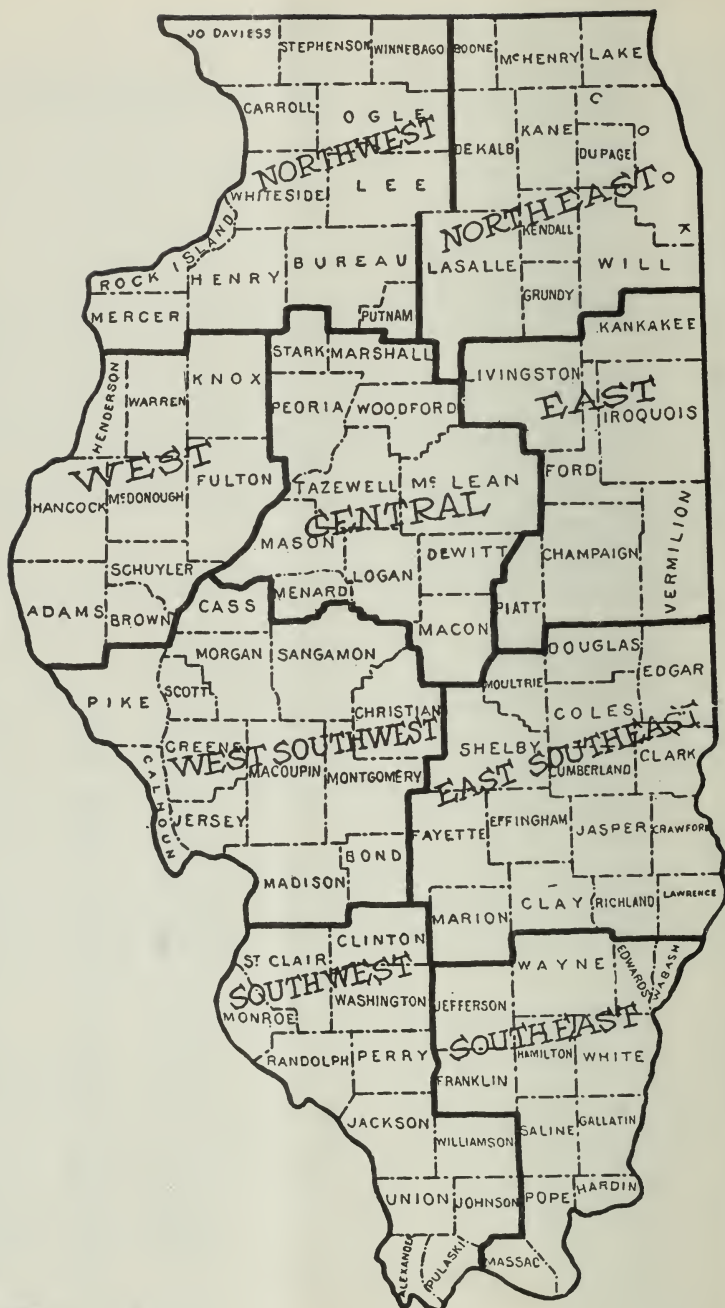 JO DAVIESS
STEPHENSON
WINNEBAGO
BOONE
McHENRY
LAKE
CARROLL
OGLE
NORTHWEST
DEKALB
KANE
COOK
DUPAGE
WHITESIDE
LEE
NORTHEAST
ROCK ISLAND
HENRY
BUREAU
LASALLE
KENDALL
WILL
MERCER
PUTNAM
GRUNDY
KANKAKEE
HENDERSON
WARREN
KNOX
STARK
MARSHALL
LIVINGSTON
EAST
IROQUOIS
PEORIA
WOODFORD
WEST
FULTON
TAZEWELL
McLEAN
FORD
HANCOCK
McDONOUGH
CENTRAL
MASON
SCHUYLER
LOGAN
DEWITT
CHAMPAIGN
VERMILION
ADAMS
BROWN
CASS
MENARD
MACON
PIATT
PIKE
MORGAN
SANGAMON
DOUGLAS
EDGAR
SCOTT
CHRISTIAN
MOULTRIE
COLES
CALHOUN
GREENE
WEST SOUTHWEST
MACOUPIN
MONTGOMERY
SHELBY
EAST SOUTHEAST
CUMBERLAND
CLARK
JERSEY
BOND
FAYETTE
EFFINGHAM
JASPER
CRAWFORD
MADISON
MARION
CLAY
RICHLAND
LAWRENCE
ST CLAIR
CLINTON
WAYNE
EDWARDS
WABASH
SOUTHWEST
MONROE
WASHINGTON
JEFFERSON
SOUTHEAST
RANDOLPH
PERRY
HAMILTON
WHITE
FRANKLIN
JACKSON
WILLIAMSON
SALINE
GALLATIN
UNION
JOHNSON
POPE
HARDIN
ALEXANDER
PULASKI
MASSAC